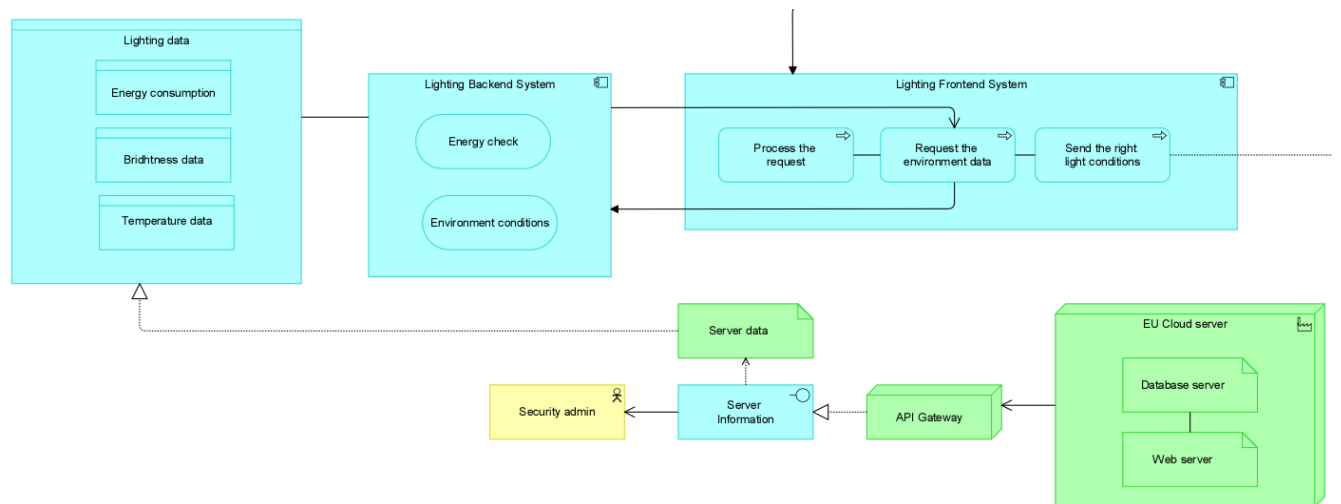 Lighting data
Energy consumption
Bridhtness data
Temperature data
Lighting Backend System
Energy check
Environment conditions
Lighting Frontend System
Process the
request
Request the
environment data
Send the right
light conditions
Server data
Security admin
Server
Information
API Gateway
EU Cloud server
Database server
Web server